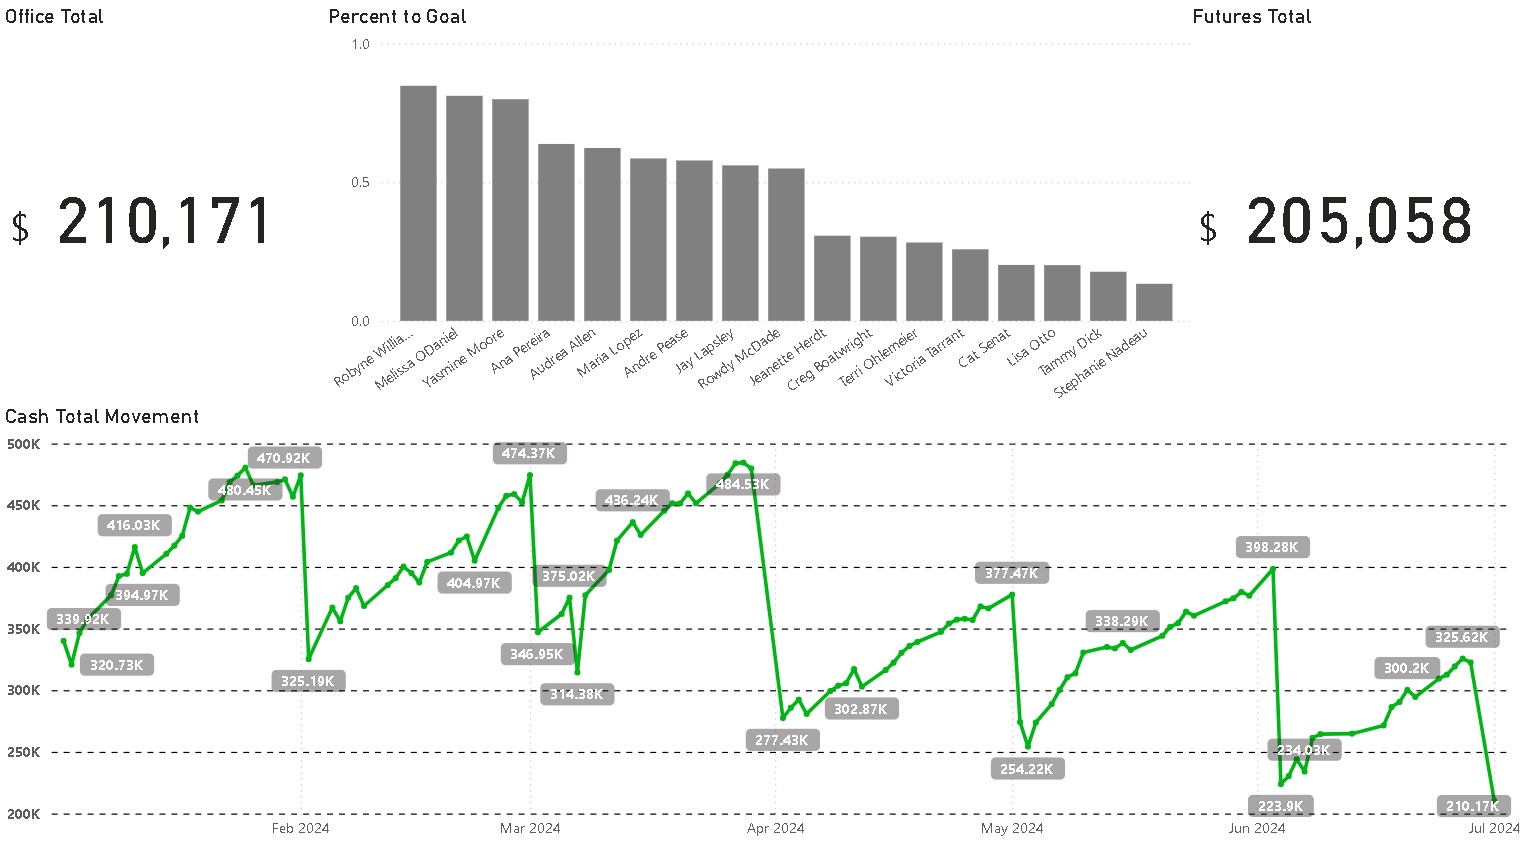 Office Total
Percent to Goal
Futures Total
1.0
0.5
0.0
$ 210,171
$ 205,058
Robyne Willia...
Melissa ODaniel
Yasmine Moore
Ana Pereira
Audrea Allen
Maria Lopez
Andre Pease
Jay Lapsley
Rowdy McDade
Jeanette Herdt
Creg Boatwright
Terri Ohlemeier
Victoria Tarrant
Cat Senat
Lisa Otto
Tammy Dick
Stephanie Nadeau
Cash Total Movement
500K
450K
400K
350K
300K
250K
200K
339.92K
320.73K
394.97K
416.03K
480.45K
470.92K
325.19K
404.97K
474.37K
346.95K
375.02K
314.38K
436.24K
484.53K
277.43K
302.87K
377.47K
254.22K
338.29K
398.28K
223.9K
234.03K
300.2K
325.62K
210.17K
Feb 2024
Mar 2024
Apr 2024
May 2024
Jun 2024
Jul 2024